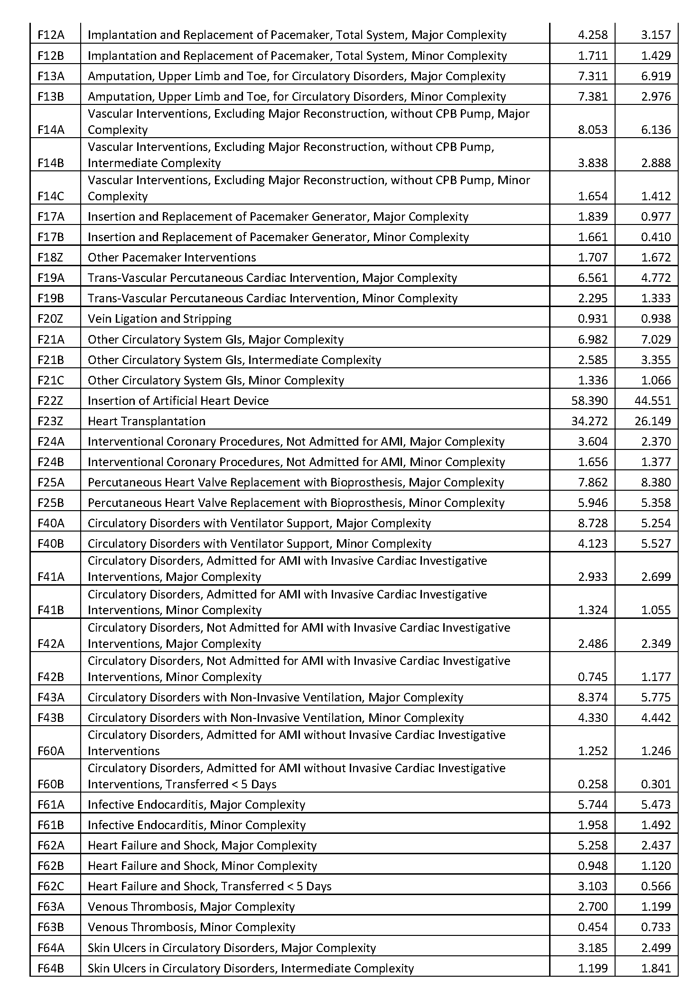 F12A Implantation and Replacement of Pacemaker, Total System, Major Complexity 4.258 3.157
F12B Implantation and Replacement of Pacemaker, Total System, Minor Complexity 1.711 1.429
F13A Amputation, Upper Limb and Toe, for Circulatory Disorders, Major Complexity 7.311 6.919
F13B Amputation, Upper Limb and Toe, for Circulatory Disorders, Minor Complexity 7.381 2.976
Vascular Interventions, Excluding Major Reconstruction, without CPB Pump, Major
F14A Complexity 8.053 6.136
Vascular Interventions, Excluding Major Reconstruction, without CPB Pump,
F14B Intermediate Complexity 3.838 2.888
Vascular Interventions, Excluding Major Reconstruction, without CPB Pump, Minor
F14C Complexity 1.654 1.412
F17A Insertion and Replacement of Pacemaker Generator, Major Complexity 1.839 0.977
F17B Insertion and Replacement of Pacemaker Generator, Minor Complexity 1.661 0.410
F18Z Other Pacemaker Interventions 1.707 1.672
F19A Trans-Vascular Percutaneous Cardiac Intervention, Major Complexity 6.561 4.772
F19B Trans-Vascular Percutaneous Cardiac Intervention, Minor Complexity 2.295 1.333
F20Z Vein Ligation and Stripping 0.931 0.938
F21A Other Circulatory System GIs, Major Complexity 6.982 7.029
F21B Other Circulatory System GIs, Intermediate Complexity 2.585 3.355
F21C Other Circulatory System GIs, Minor Complexity 1.336 1.066
F22Z Insertion of Artificial Heart Device 58.390 44.551
F23Z Heart Transplantation 34.272 26.149
F24A Interventional Coronary Procedures, Not Admitted for AMI, Major Complexity 3.604 2.370
F24B Interventional Coronary Procedures, Not Admitted for AMI, Minor Complexity 1.656 1.377
F25A Percutaneous Heart Valve Replacement with Bioprosthesis, Major Complexity 7.862 8.380
F25B Percutaneous Heart Valve Replacement with Bioprosthesis, Minor Complexity 5.946 5.358
F40A Circulatory Disorders with Ventilator Support, Major Complexity 8.728 5.254
F40B Circulatory Disorders with Ventilator Support, Minor Complexity 4.123 5.527
Circulatory Disorders, Admitted for AMI with Invasive Cardiac Investigative
F41A Interventions, Major Complexity 2.933 2.699
Circulatory Disorders, Admitted for AMI with Invasive Cardiac Investigative
F41B Interventions, Minor Complexity 1.324 1.055
Circulatory Disorders, Not Admitted for AMI with Invasive Cardiac Investigative
F42A Interventions, Major Complexity 2.486 2.349
Circulatory Disorders, Not Admitted for AMI with Invasive Cardiac Investigative
F42B Interventions, Minor Complexity 0.745 1.177
F43A Circulatory Disorders with Non-Invasive Ventilation, Major Complexity 8.374 5.775
F43B Circulatory Disorders with Non-Invasive Ventilation, Minor Complexity 4.330 4.442
Circulatory Disorders, Admitted for AMI without Invasive Cardiac Investigative
F60A Interventions 1.252 1.246
Circulatory Disorders, Admitted for AMI without Invasive Cardiac Investigative
F60B Interventions, Transferred < 5 Days 0.258 0.301
F61A Infective Endocarditis, Major Complexity 5.744 5.473
F61B Infective Endocarditis, Minor Complexity 1.958 1.492
F62A Heart Failure and Shock, Major Complexity 5.258 2.437
F62B Heart Failure and Shock, Minor Complexity 0.948 1.120
F62C Heart Failure and Shock, Transferred < 5 Days 3.103 0.566
F63A Venous Thrombosis, Major Complexity 2.700 1.199
F63B Venous Thrombosis, Minor Complexity 0.454 0.733
F64A Skin Ulcers in Circulatory Disorders, Major Complexity 3.185 2.499
F64B Skin Ulcers in Circulatory Disorders, Intermediate Complexity 1.199 1.841